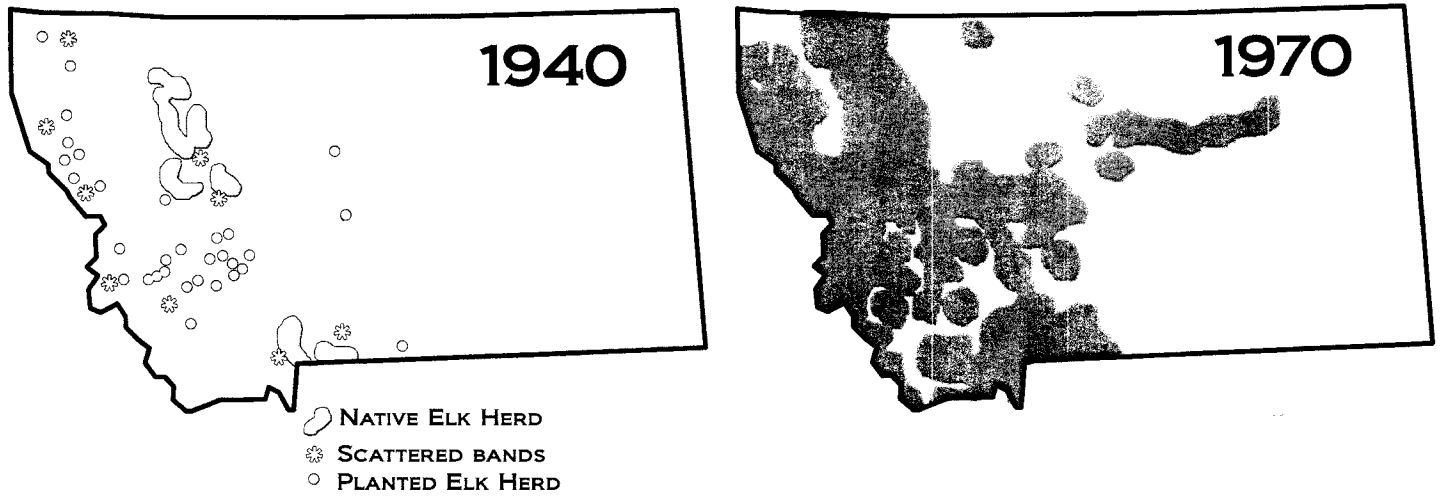 1940
1970
NATIVE ELK HERD
SCATTERED BANDS
PLANTED ELK HERD